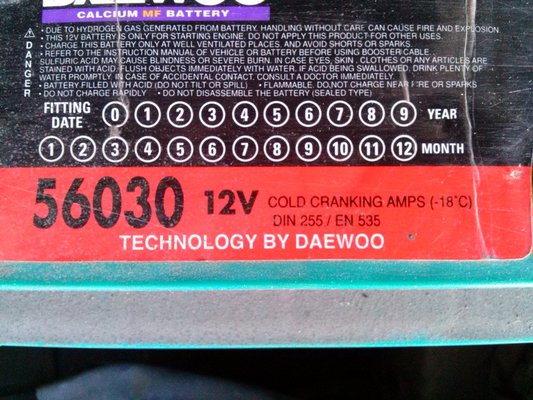 DAEWOO
CALCIUM MF BATTERY
DANGER
• DUE TO HYDROGEN GAS GENERATED FROM BATTERY, HANDLING WITHOUT CARE CAN CAUSE FIRE AND EXPLOSION
• THIS 12V BATTERY IS ONLY FOR STARTING ENGINE. DO NOT APPLY THIS PRODUCT FOR OTHER USES.
• CHARGE THIS BATTERY ONLY AT WELL VENTILATED PLACES, AND AVOID SHORTS OR SPARKS
• REFER TO THE INSTRUCTION MANUAL OF VEHICLE OR BATTERY BEFORE USING BOOSTER CABLE
SULFURIC ACID MAY CAUSE BLINDNESS OR SEVERE BURN. IN CASE EYES, SKIN, CLOTHES OR ANY ARTICLES ARE
STAINED WITH ACID, FLUSH OBJECTS IMMEDIATELY WITH WATER. IF ACID BEING SWALLOWED, DRINK PLENTY OF
WATER PROMPTLY. IN CASE OF ACCIDENTAL CONTACT, CONSULT A DOCTOR IMMEDIATELY.
• BATTERY FILLED WITH ACID (DO NOT TILT OR SPILL) • FLAMMABLE. DO NOT CHARGE NEAR FIRE OR SPARKS
• DO NOT CHARGE RAPIDLY • DO NOT DISASSEMBLE THE BATTERY (SEALED TYPE)
FITTING DATE 0 1 2 3 4 5 6 7 8 9 YEAR
1 2 3 4 5 6 7 8 9 10 11 12 MONTH
56030 12V COLD CRANKING AMPS (-18°C)
DIN 255 / EN 535
TECHNOLOGY BY DAEWOO